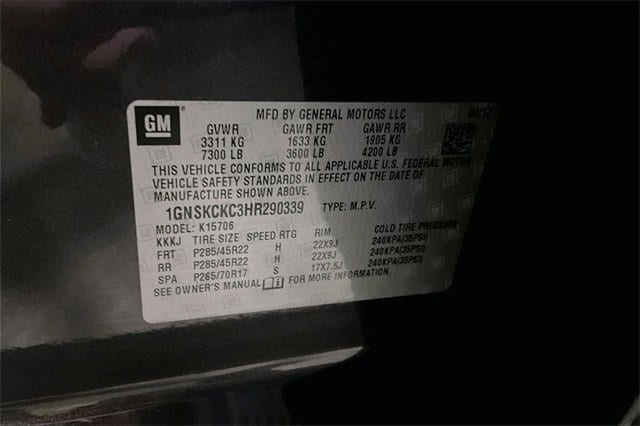 GM
MFD BY GENERAL MOTORS LLC
GVWR GAWR FRT GAWR RR
3311 KG 1633 KG 1905 KG
7300 LB 3600 LB 4200 LB
THIS VEHICLE CONFORMS TO ALL APPLICABLE U.S. FEDERAL MOTOR
VEHICLE SAFETY STANDARDS IN EFFECT ON THE DATE OF
MANUFACTURE SHOWN ABOVE.
1GNSKCKC3HR290339 TYPE: M.P.V.
MODEL: K15706
KKKJ TIRE SIZE SPEED RTG RIM COLD TIRE PRESSURE
FRT P285/45R22 H 22X9J 240KPA(35PSI)
RR P285/45R22 H 22X9J 240KPA(35PSI)
SPA P265/70R17 S 17X7.5J 240KPA(35PSI)
SEE OWNER'S MANUAL FOR MORE INFORMATION.